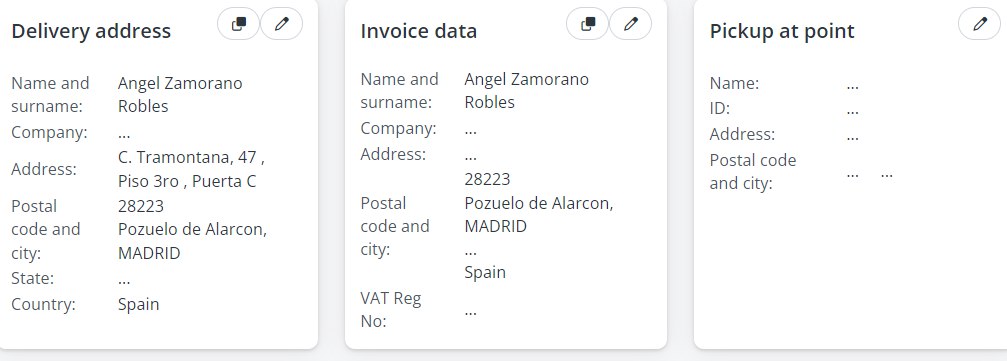 Delivery address
Name and surname: Angel Zamorano Robles
Company: ...
Address: C. Tramontana, 47 , Piso 3ro , Puerta C
Postal code and city: 28223 Pozuelo de Alarcon, MADRID
State: ...
Country: Spain
Invoice data
Name and surname: Angel Zamorano Robles
Company: ...
Address: ...
Postal code and city: 28223 Pozuelo de Alarcon, MADRID
...
Spain
VAT Reg No: ...
Pickup at point
Name: ...
ID: ...
Address: ...
Postal code and city: ... ...